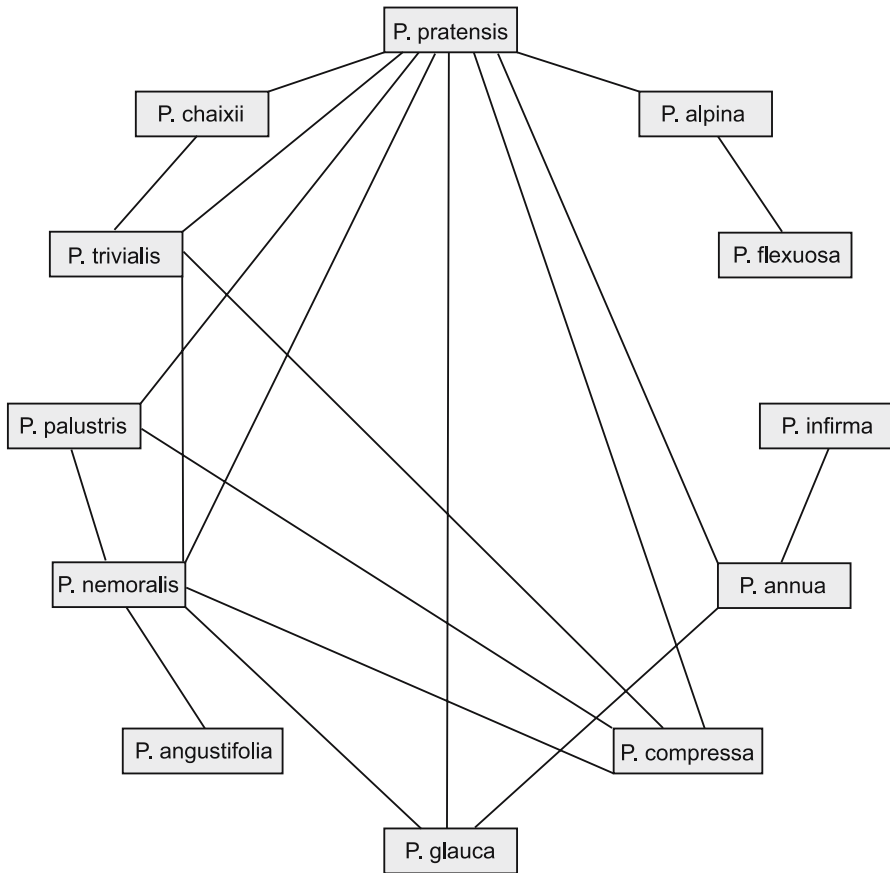 P. pratensis
P. chaixii
P. alpina
P. trivialis
P. flexuosa
P. palustris
P. infirma
P. nemoralis
P. annua
P. angustifolia
P. compressa
P. glauca